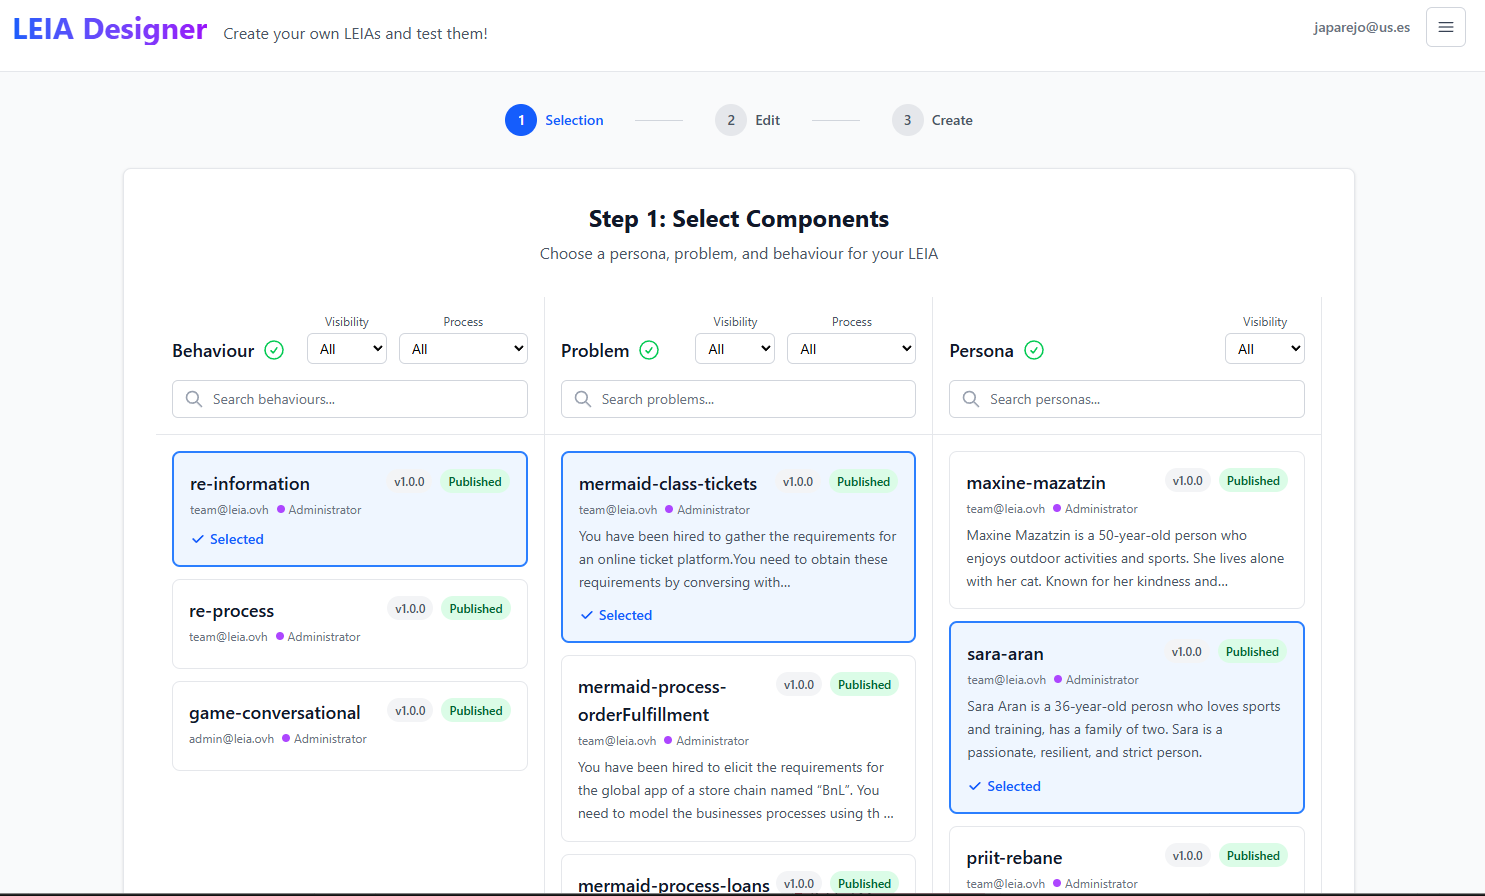 LEIA Designer
Create your own LEIAs and test them!
japarejo@us.es
1 Selection
2 Edit
3 Create
Step 1: Select Components
Choose a persona, problem, and behaviour for your LEIA
Behaviour
Visibility
All
Process
All
Search behaviours...
re-information
v1.0.0
Published
team@leia.ovh Administrator
Selected
re-process
v1.0.0
Published
team@leia.ovh Administrator
game-conversational
v1.0.0
Published
admin@leia.ovh Administrator
Problem
Visibility
All
Process
All
Search problems...
mermaid-class-tickets
v1.0.0
Published
team@leia.ovh Administrator
You have been hired to gather the requirements for
an online ticket platform.You need to obtain these
requirements by conversing with...
Selected
mermaid-process-
orderFulfillment
v1.0.0
Published
team@leia.ovh Administrator
You have been hired to elicit the requirements for
the global app of a store chain named “BnL”. You
need to model the businesses processes using th ...
mermaid-process-loans
v1.0.0
Published
Persona
Visibility
All
Search personas...
maxine-mazatzin
v1.0.0
Published
team@leia.ovh Administrator
Maxine Mazatzin is a 50-year-old person who
enjoys outdoor activities and sports. She lives alone
with her cat. Known for her kindness and...
sara-aran
v1.0.0
Published
team@leia.ovh Administrator
Sara Aran is a 36-year-old perosn who loves sports
and training, has a family of two. Sara is a
passionate, resilient, and strict person.
Selected
priit-rebane
v1.0.0
Published
team@leia.ovh Administrator